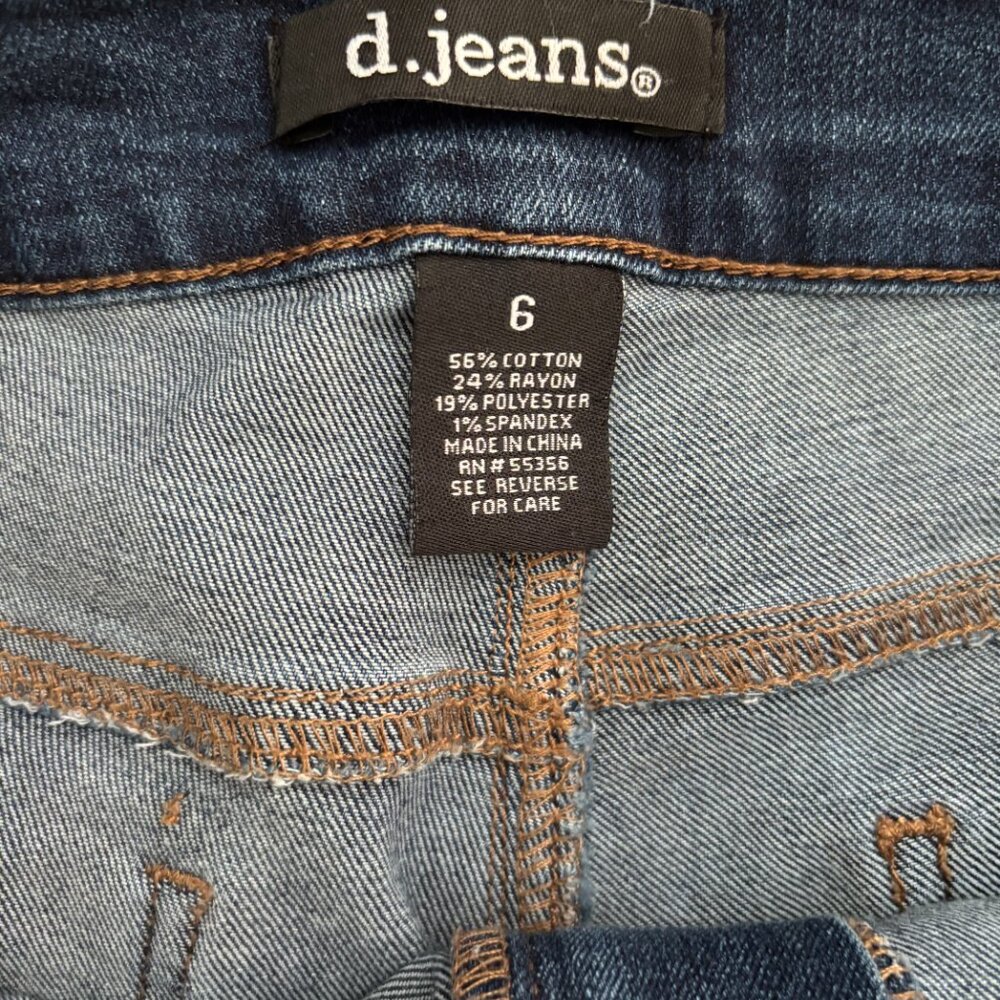 d.jeans®
6
56% COTTON
24% RAYON
19% POLYESTER
1% SPANDEX
MADE IN CHINA
RN # 55356
SEE REVERSE
FOR CARE